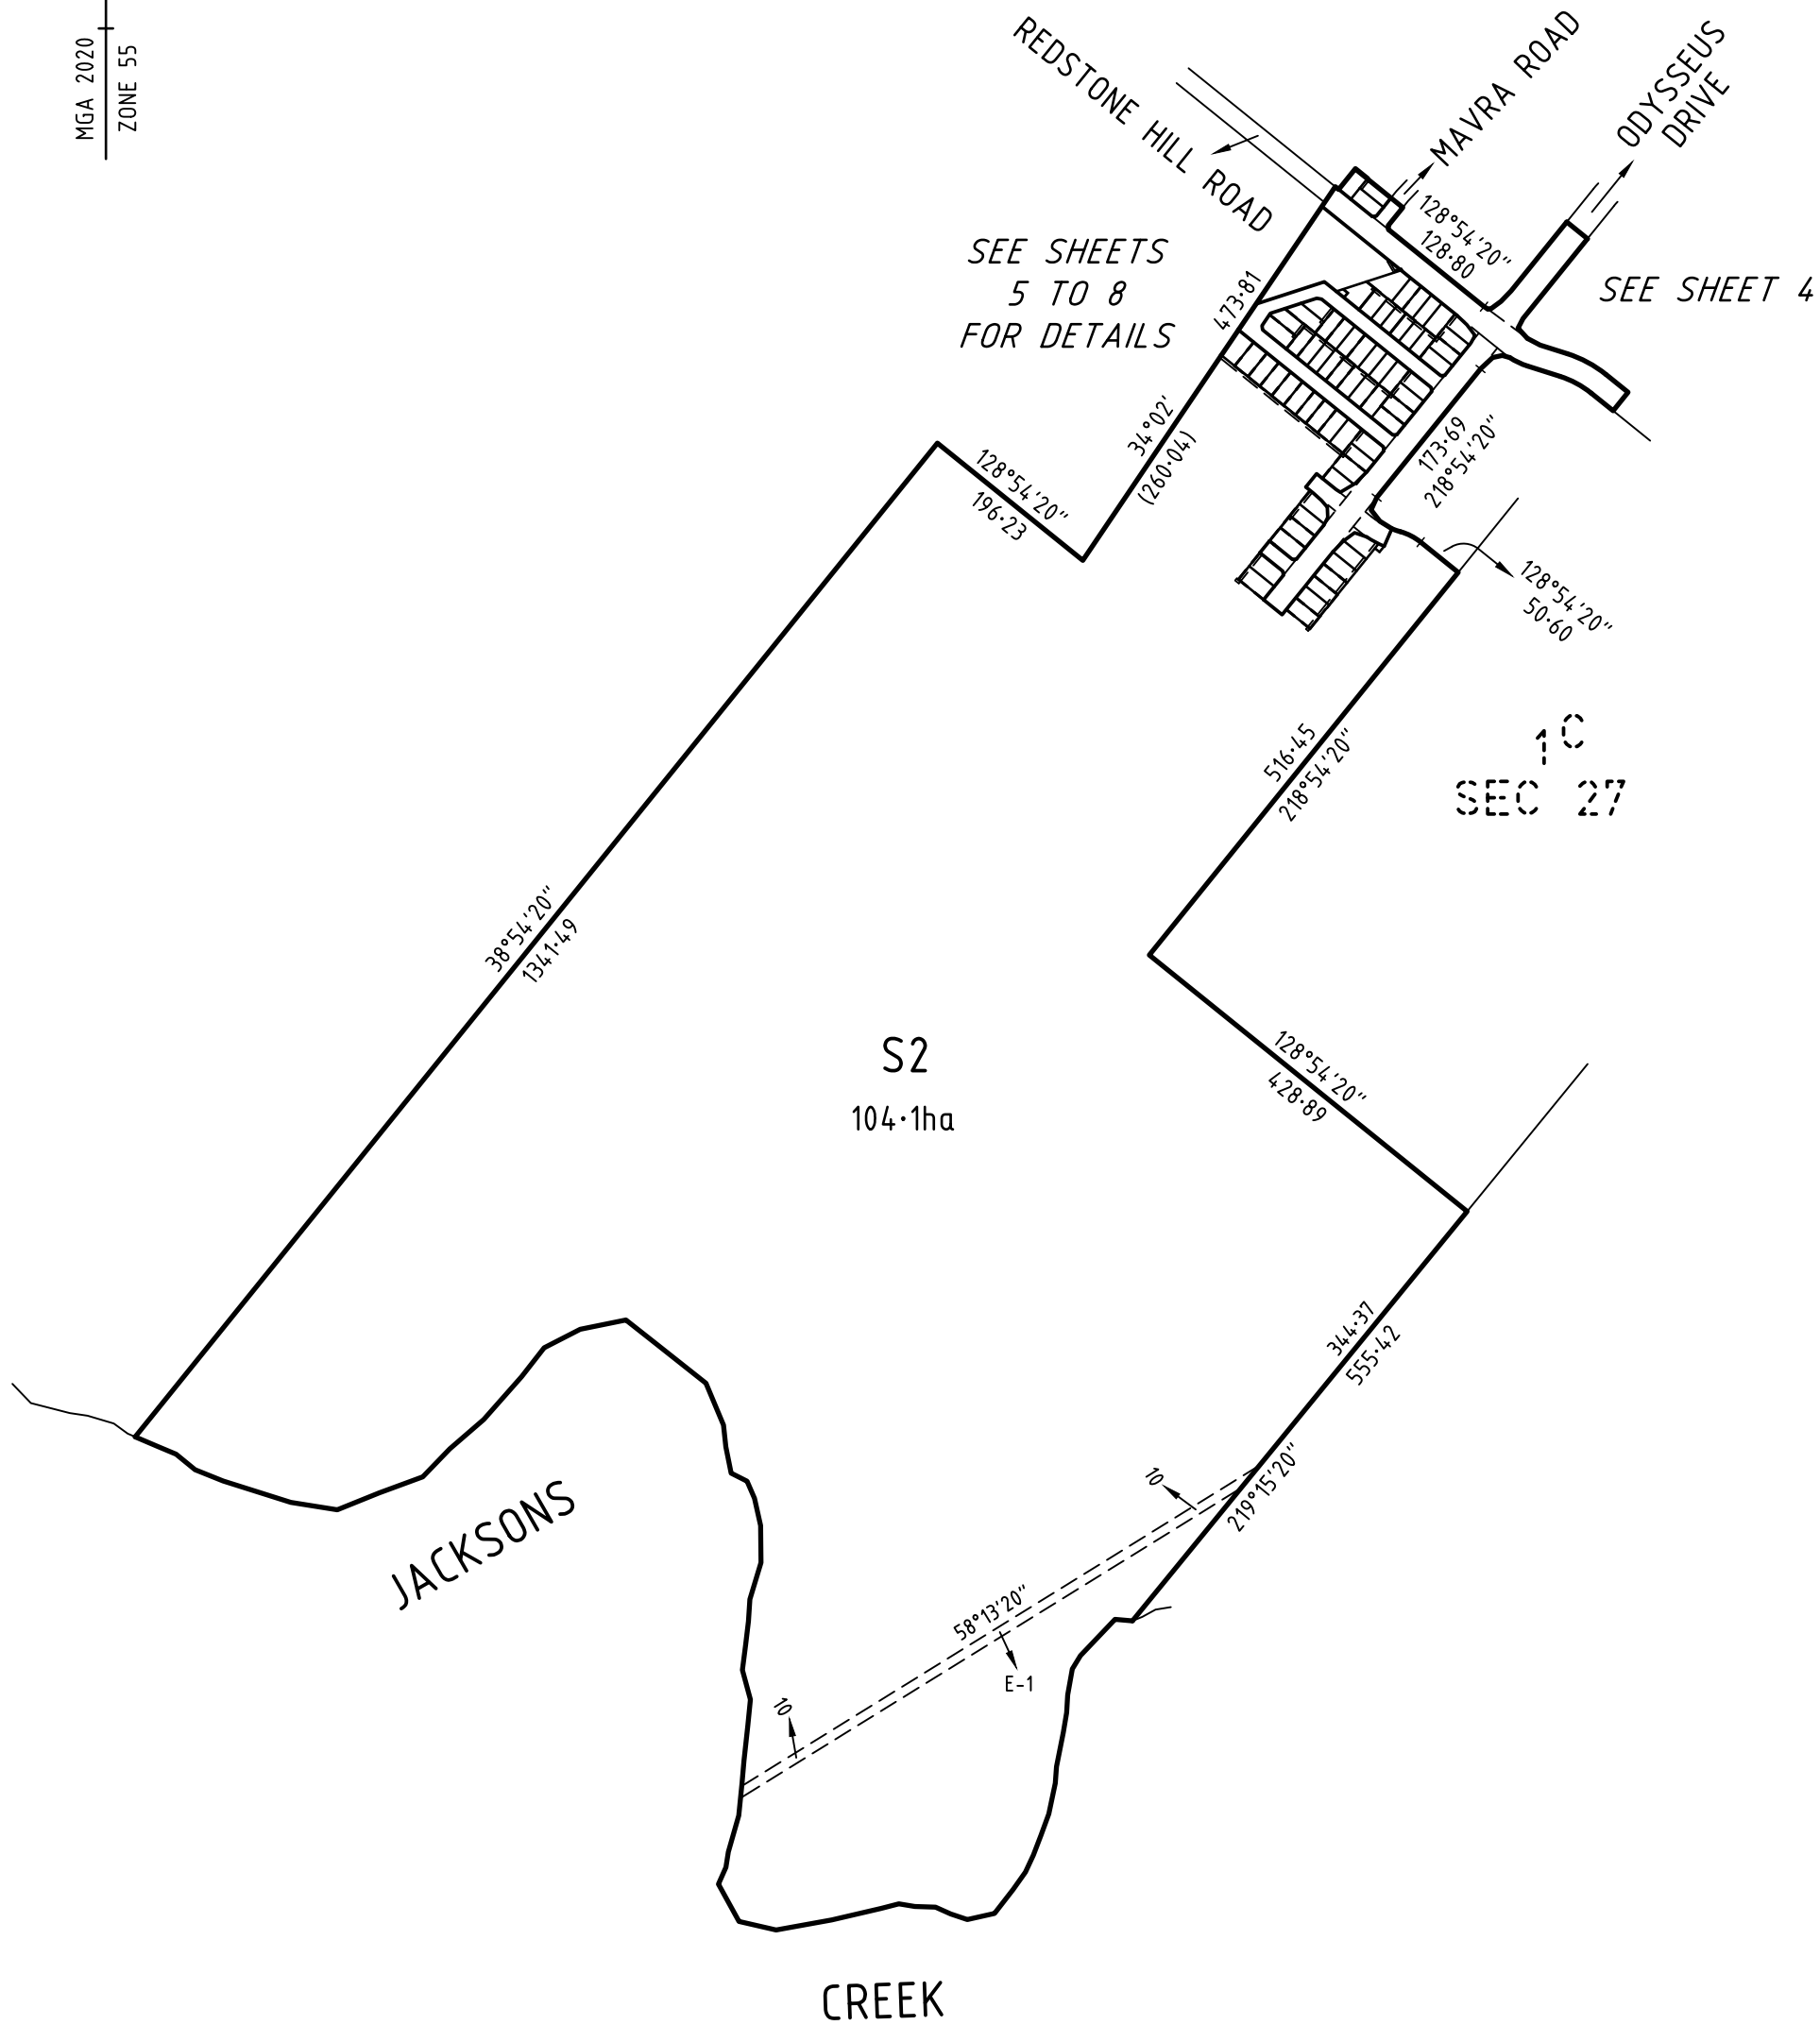 MGA 2020
ZONE 55
REDSTONE HILL ROAD
MAVRA ROAD
ODYSSEUS
DRIVE
128°54'20"
128·80
SEE SHEETS
5 TO 8
FOR DETAILS
SEE SHEET 4
473·81
34°02'
(260·04)
173·69
218°54'20"
128°54'20"
196·23
128°54'20"
50·60
516·45
218°54'20"
1C
SEC 27
38°54'20"
1341·49
S2
104·1ha
128°54'20"
428·89
344·37
555·42
219°15'20"
10
JACKSONS
58°13'20"
E-1
10
CREEK